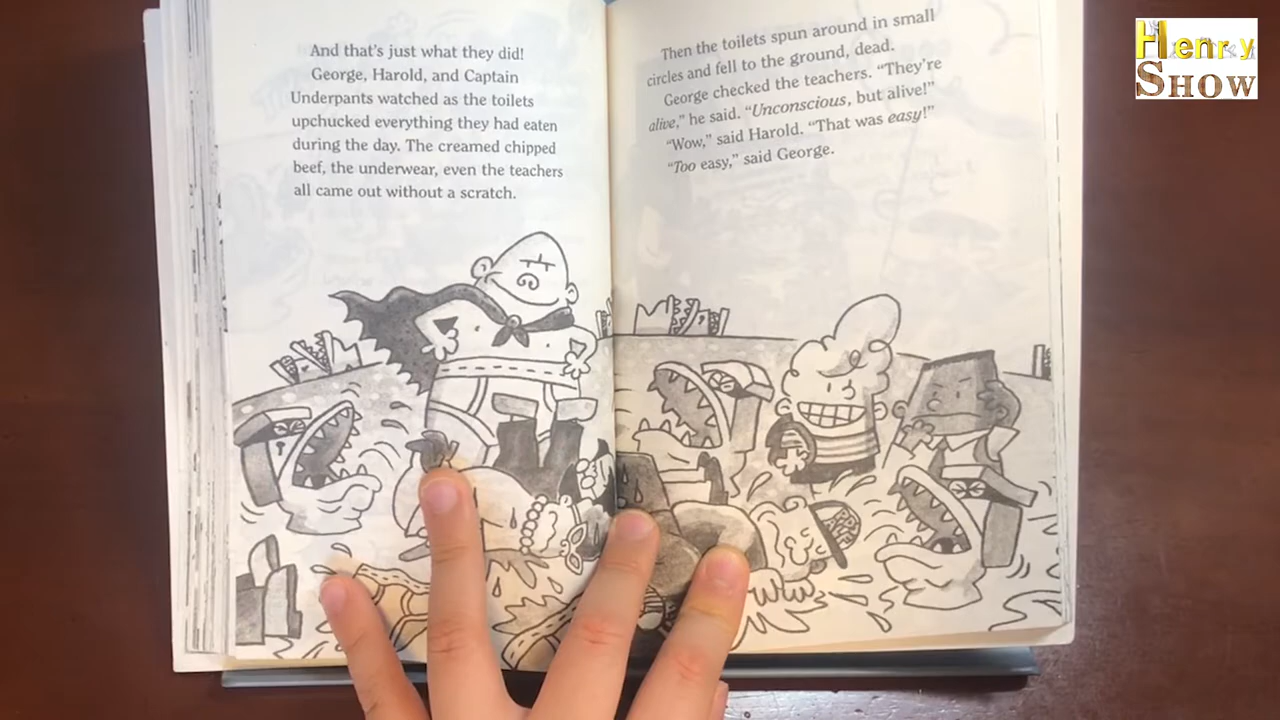 And that's just what they did!
George, Harold, and Captain
Underpants watched as the toilets
upchucked everything they had eaten
during the day. The creamed chipped
beef, the underwear, even the teachers
all came out without a scratch.
Then the toilets spun around in small
circles and fell to the ground, dead.
George checked the teachers. “They're
alive,” he said. “Unconscious, but alive!”
“Wow,” said Harold. “That was easy!”
“Too easy,” said George.
Henry
SHOW